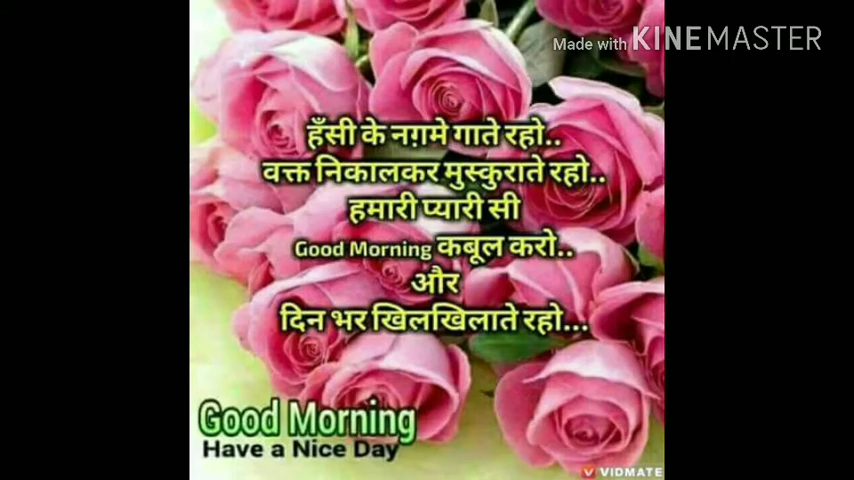 Made with KINEMASTER
हँसी के नग़मे गाते रहो..
वक्त निकालकर मुस्कुराते रहो..
हमारी प्यारी सी
Good Morning कबूल करो..
और
दिन भर खिलखिलाते रहो...
Good Morning
Have a Nice Day
VIDMATE